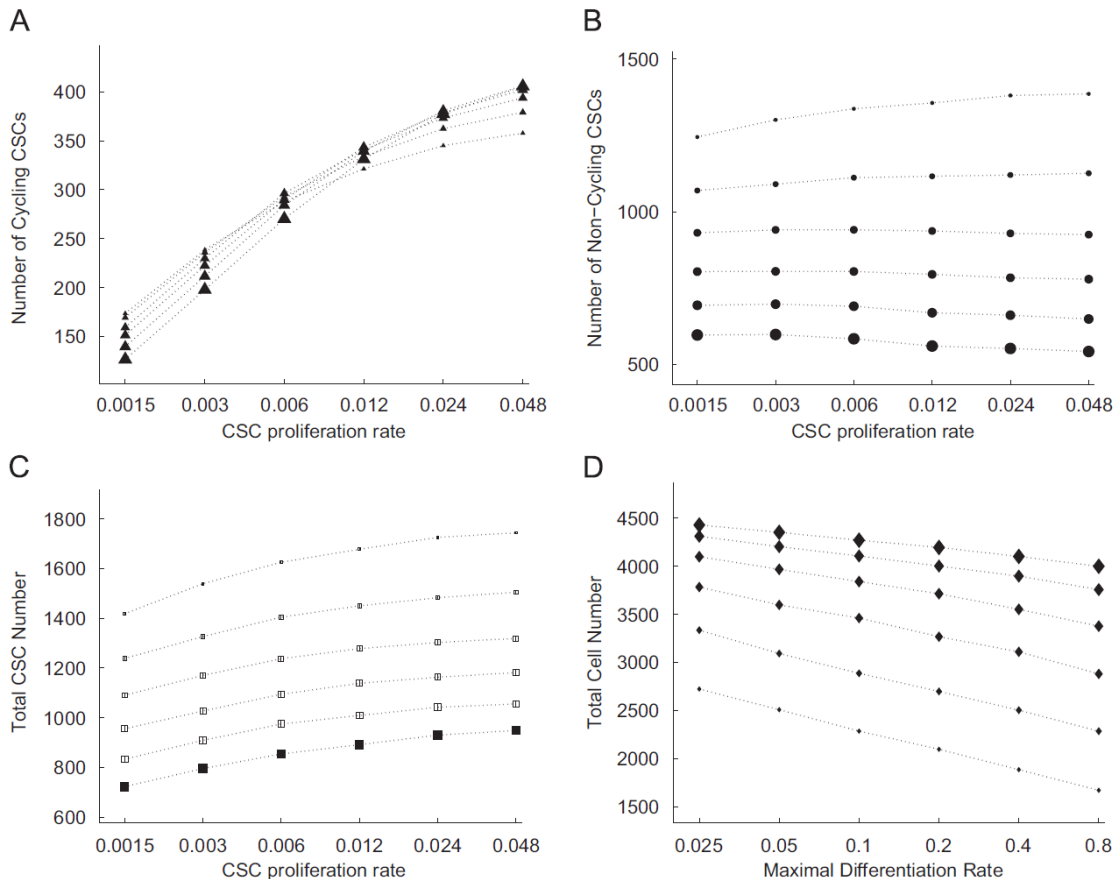 A
Number of Cycling CSCs
400
350
300
250
200
150
0.0015 0.003 0.006 0.012 0.024 0.048
CSC proliferation rate
B
Number of Non-Cycling CSCs
1500
1000
500
0.0015 0.003 0.006 0.012 0.024 0.048
CSC proliferation rate
C
Total CSC Number
1800
1600
1400
1200
1000
800
600
0.0015 0.003 0.006 0.012 0.024 0.048
CSC proliferation rate
D
Total Cell Number
4500
4000
3500
3000
2500
2000
1500
0.025 0.05 0.1 0.2 0.4 0.8
Maximal Differentiation Rate